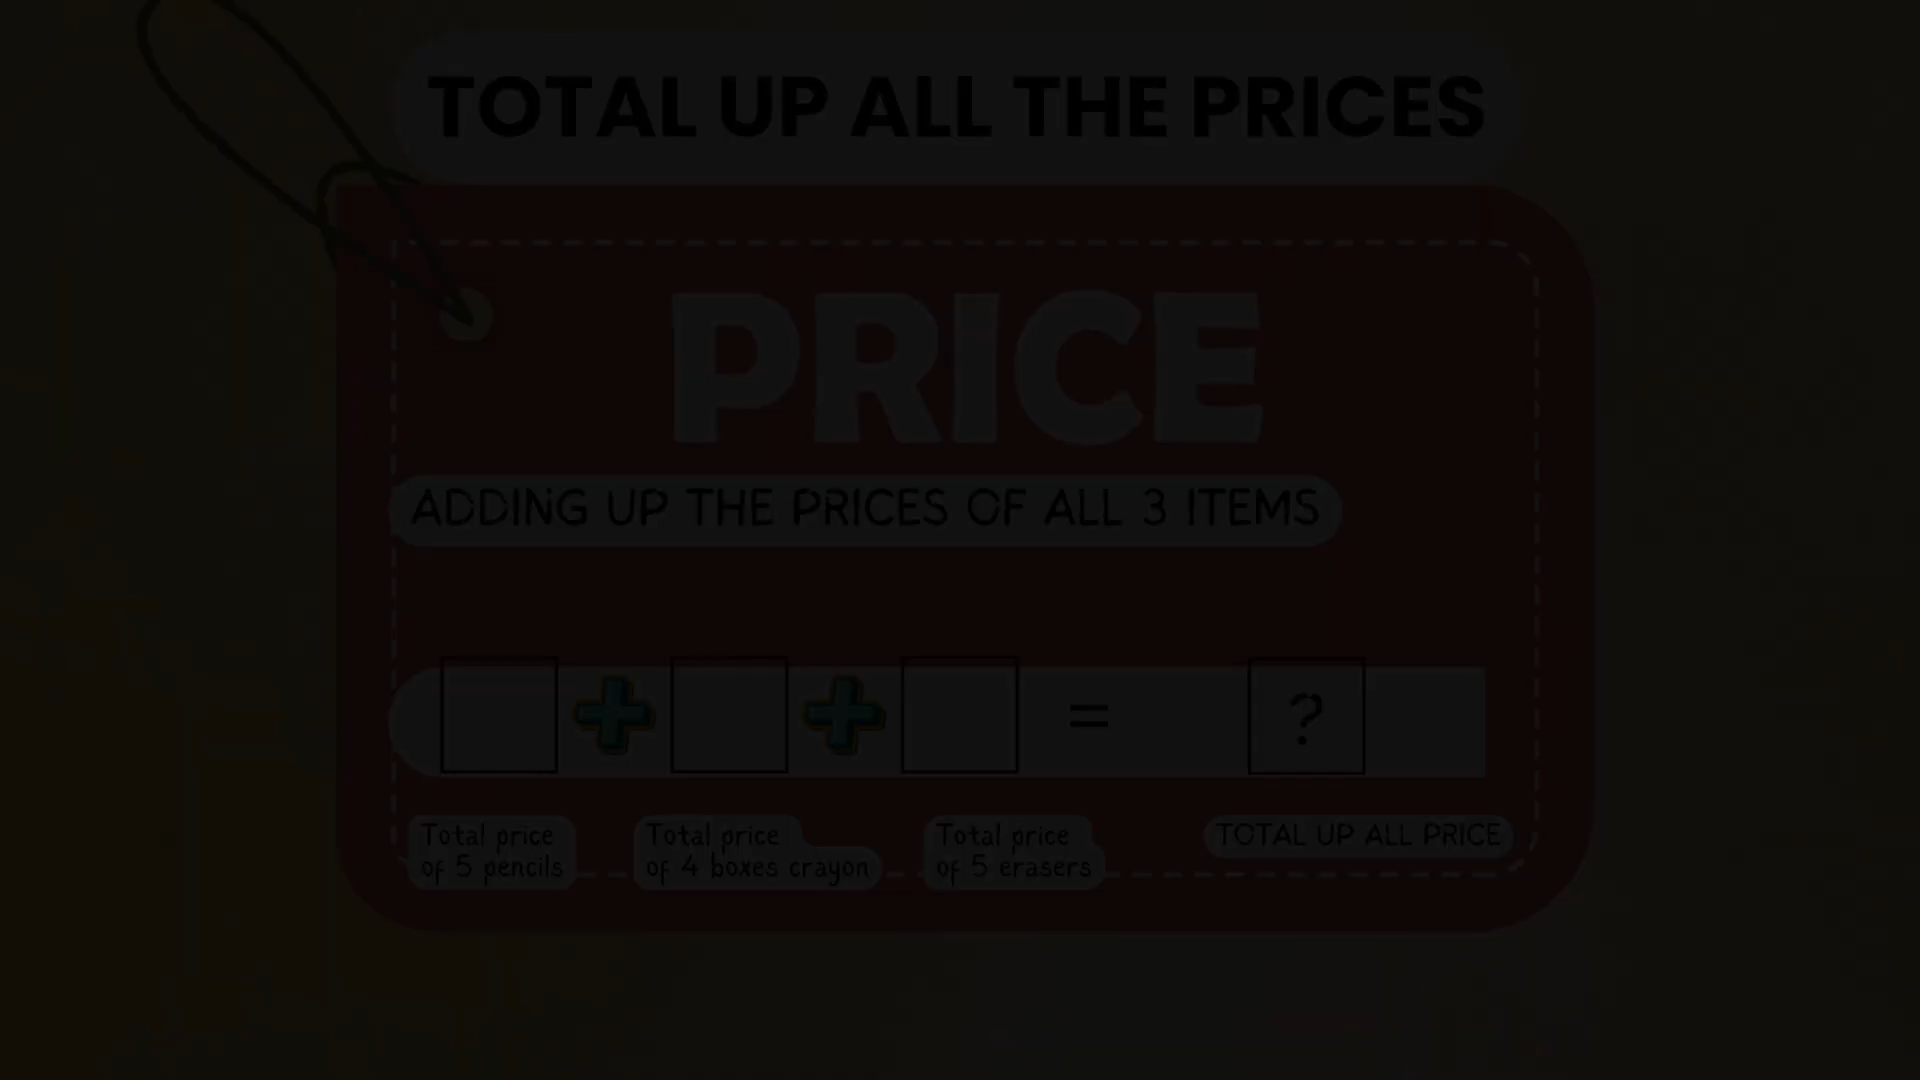 TOTAL UP ALL THE PRICES
PRICE
ADDING UP THE PRICES OF ALL 3 ITEMS
= ?
Total price
of 5 pencils
Total price
of 4 boxes crayon
Total price
of 5 erasers
TOTAL UP ALL PRICE